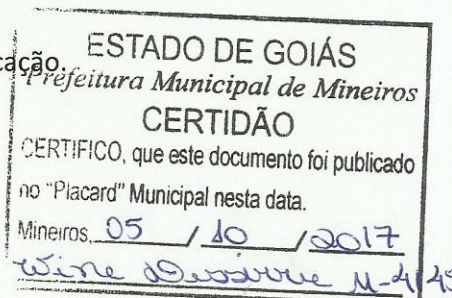 cação.
ESTADO DE GOIÁS
Prefeitura Municipal de Mineiros
CERTIDÃO
CERTIFICO, que este documento foi publicado
no "Placard" Municipal nesta data.
Mineiros, 05 / 10 / 2017
M-4145